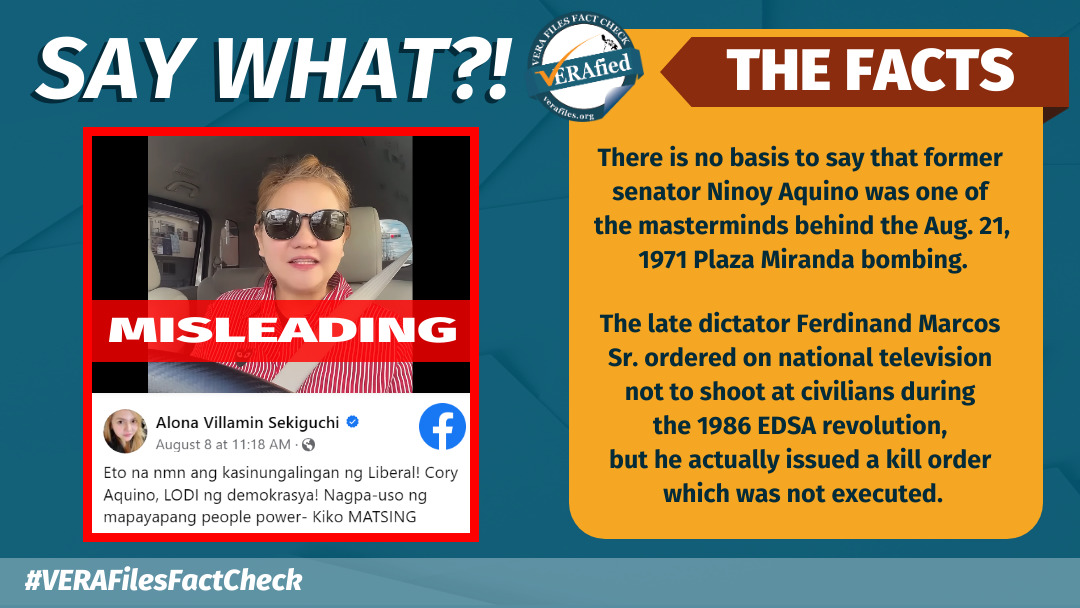 SAY WHAT?!
VERA FILES FACT CHECK
VERAfied
verafiles.org
THE FACTS
MISLEADING
Alona Villamin Sekiguchi
August 8 at 11:18 AM ·
Eto na nmn ang kasinungalingan ng Liberal! Cory
Aquino, LODI ng demokrasya! Nagpa-uso ng
mapayapang people power- Kiko MATSING
There is no basis to say that former
senator Ninoy Aquino was one of
the masterminds behind the Aug. 21,
1971 Plaza Miranda bombing.
The late dictator Ferdinand Marcos
Sr. ordered on national television
not to shoot at civilians during
the 1986 EDSA revolution,
but he actually issued a kill order
which was not executed.
#VERAFilesFactCheck